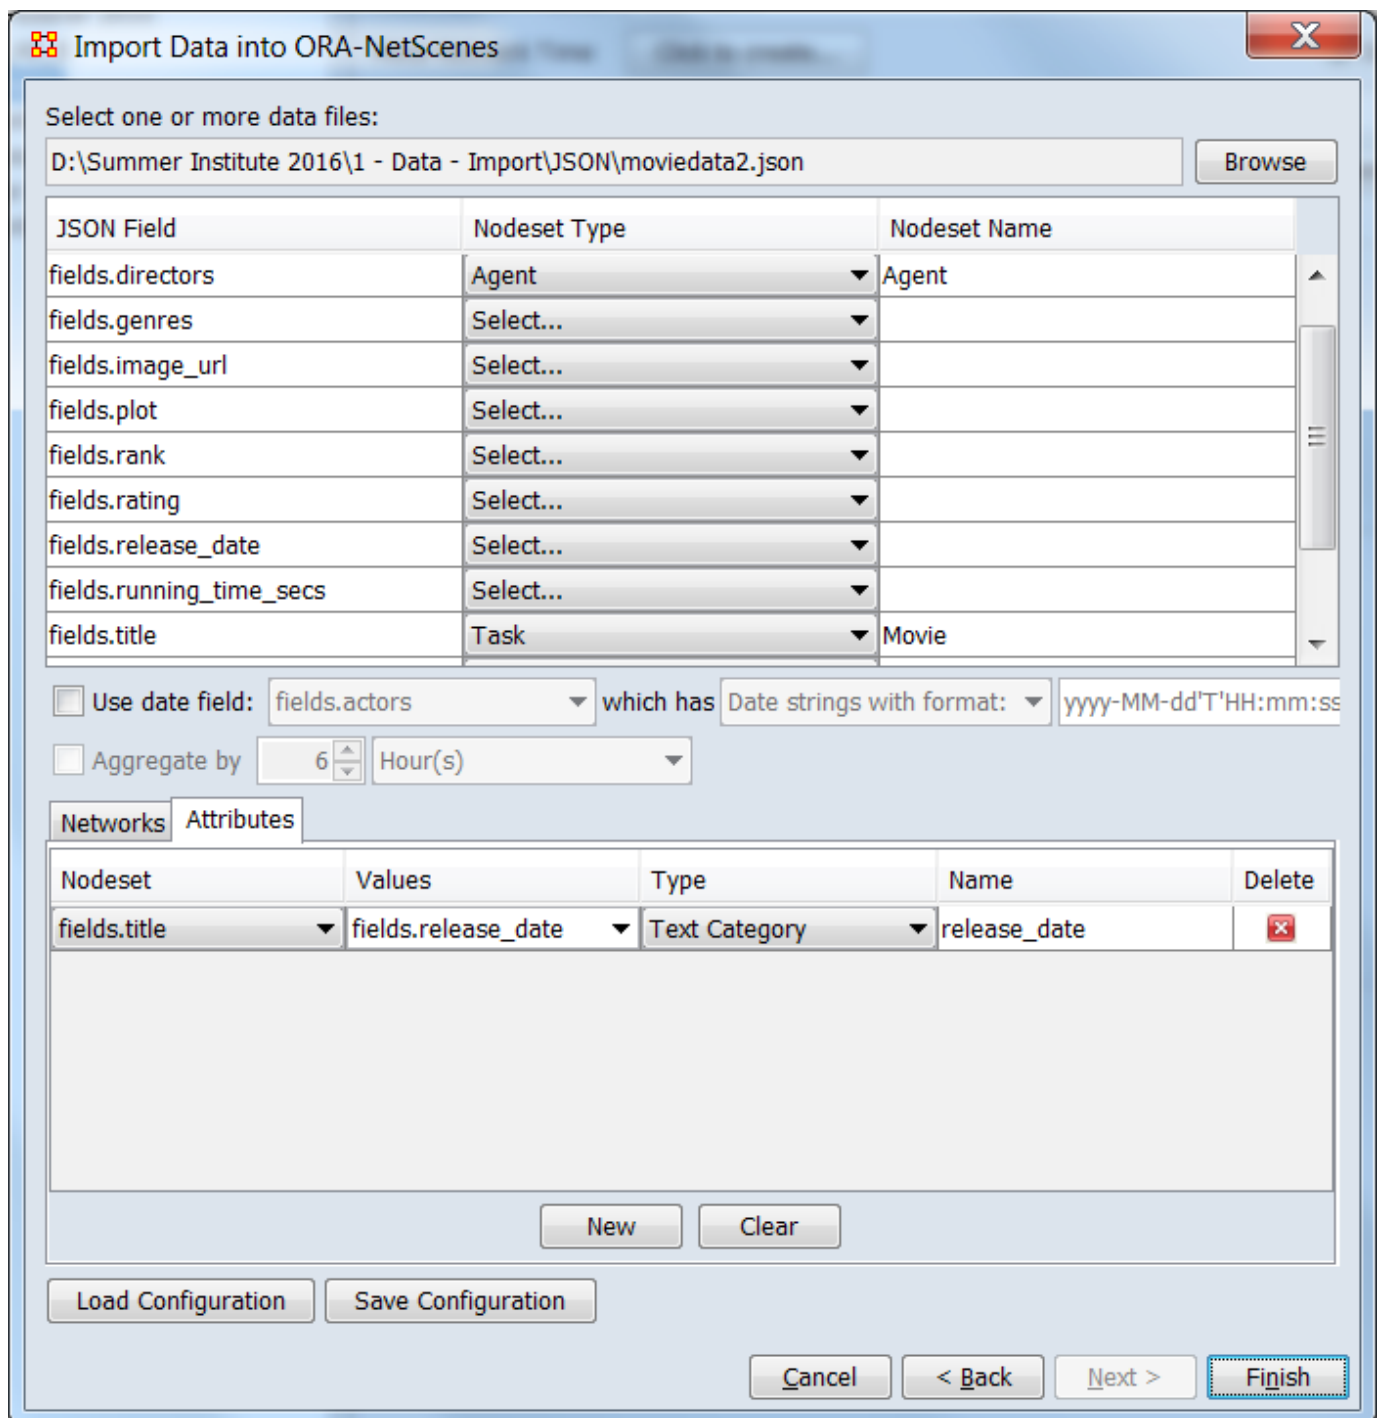 Import Data into ORA-NetScenes
Select one or more data files:
D:\Summer Institute 2016\1 - Data - Import\JSON\moviedata2.json Browse
JSON Field Nodeset Type Nodeset Name
fields.directors Agent Agent
fields.genres Select...
fields.image_url Select...
fields.plot Select...
fields.rank Select...
fields.rating Select...
fields.release_date Select...
fields.running_time_secs Select...
fields.title Task Movie
Use date field: fields.actors which has Date strings with format: yyyy-MM-dd'T'HH:mm:ss
Aggregate by 6 Hour(s)
Networks Attributes
Nodeset Values Type Name Delete
fields.title fields.release_date Text Category release_date
New Clear
Load Configuration Save Configuration
Cancel < Back Next > Finish